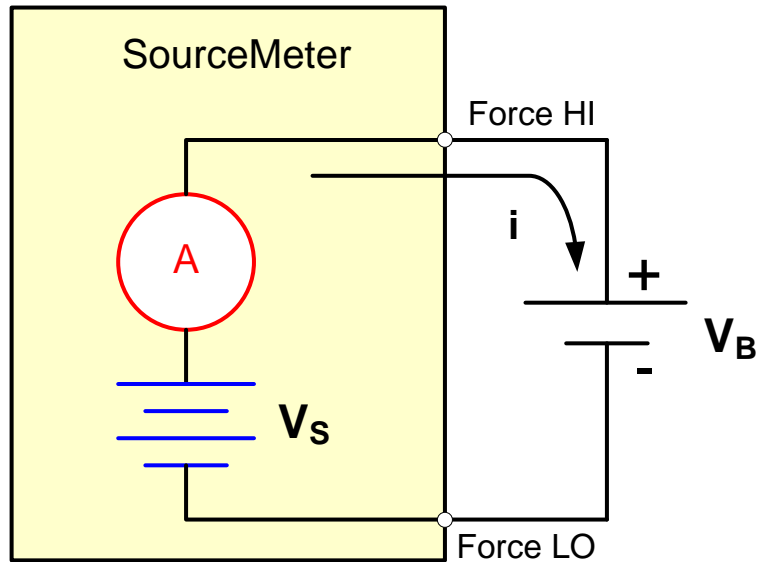 SourceMeter
Force HI
i
A
+
V_B
-
V_S
Force LO